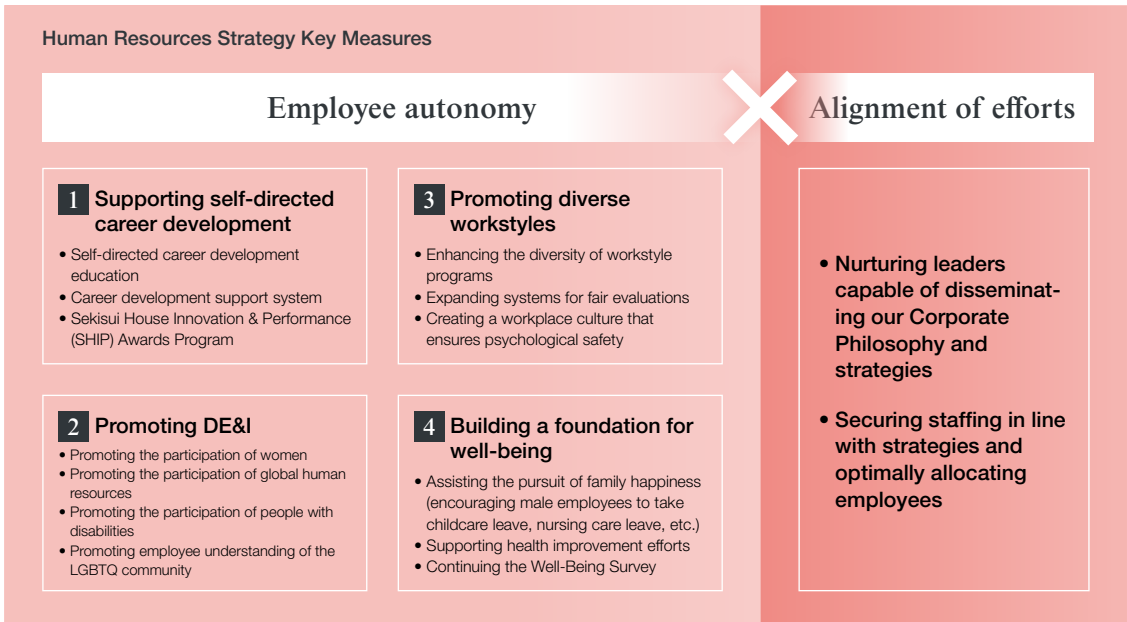 Human Resources Strategy Key Measures
Employee autonomy
Alignment of efforts
1 Supporting self-directed
career development
• Self-directed career development
education
• Career development support system
• Sekisui House Innovation & Performance
(SHIP) Awards Program
2 Promoting DE&I
• Promoting the participation of women
• Promoting the participation of global human
resources
• Promoting the participation of people with
disabilities
• Promoting employee understanding of the
LGBTQ community
3 Promoting diverse
workstyles
• Enhancing the diversity of workstyle
programs
• Expanding systems for fair evaluations
• Creating a workplace culture that
ensures psychological safety
4 Building a foundation for
well-being
• Assisting the pursuit of family happiness
(encouraging male employees to take
childcare leave, nursing care leave, etc.)
• Supporting health improvement efforts
• Continuing the Well-Being Survey
• Nurturing leaders
capable of disseminat-
ing our Corporate
Philosophy and
strategies
• Securing staffing in line
with strategies and
optimally allocating
employees